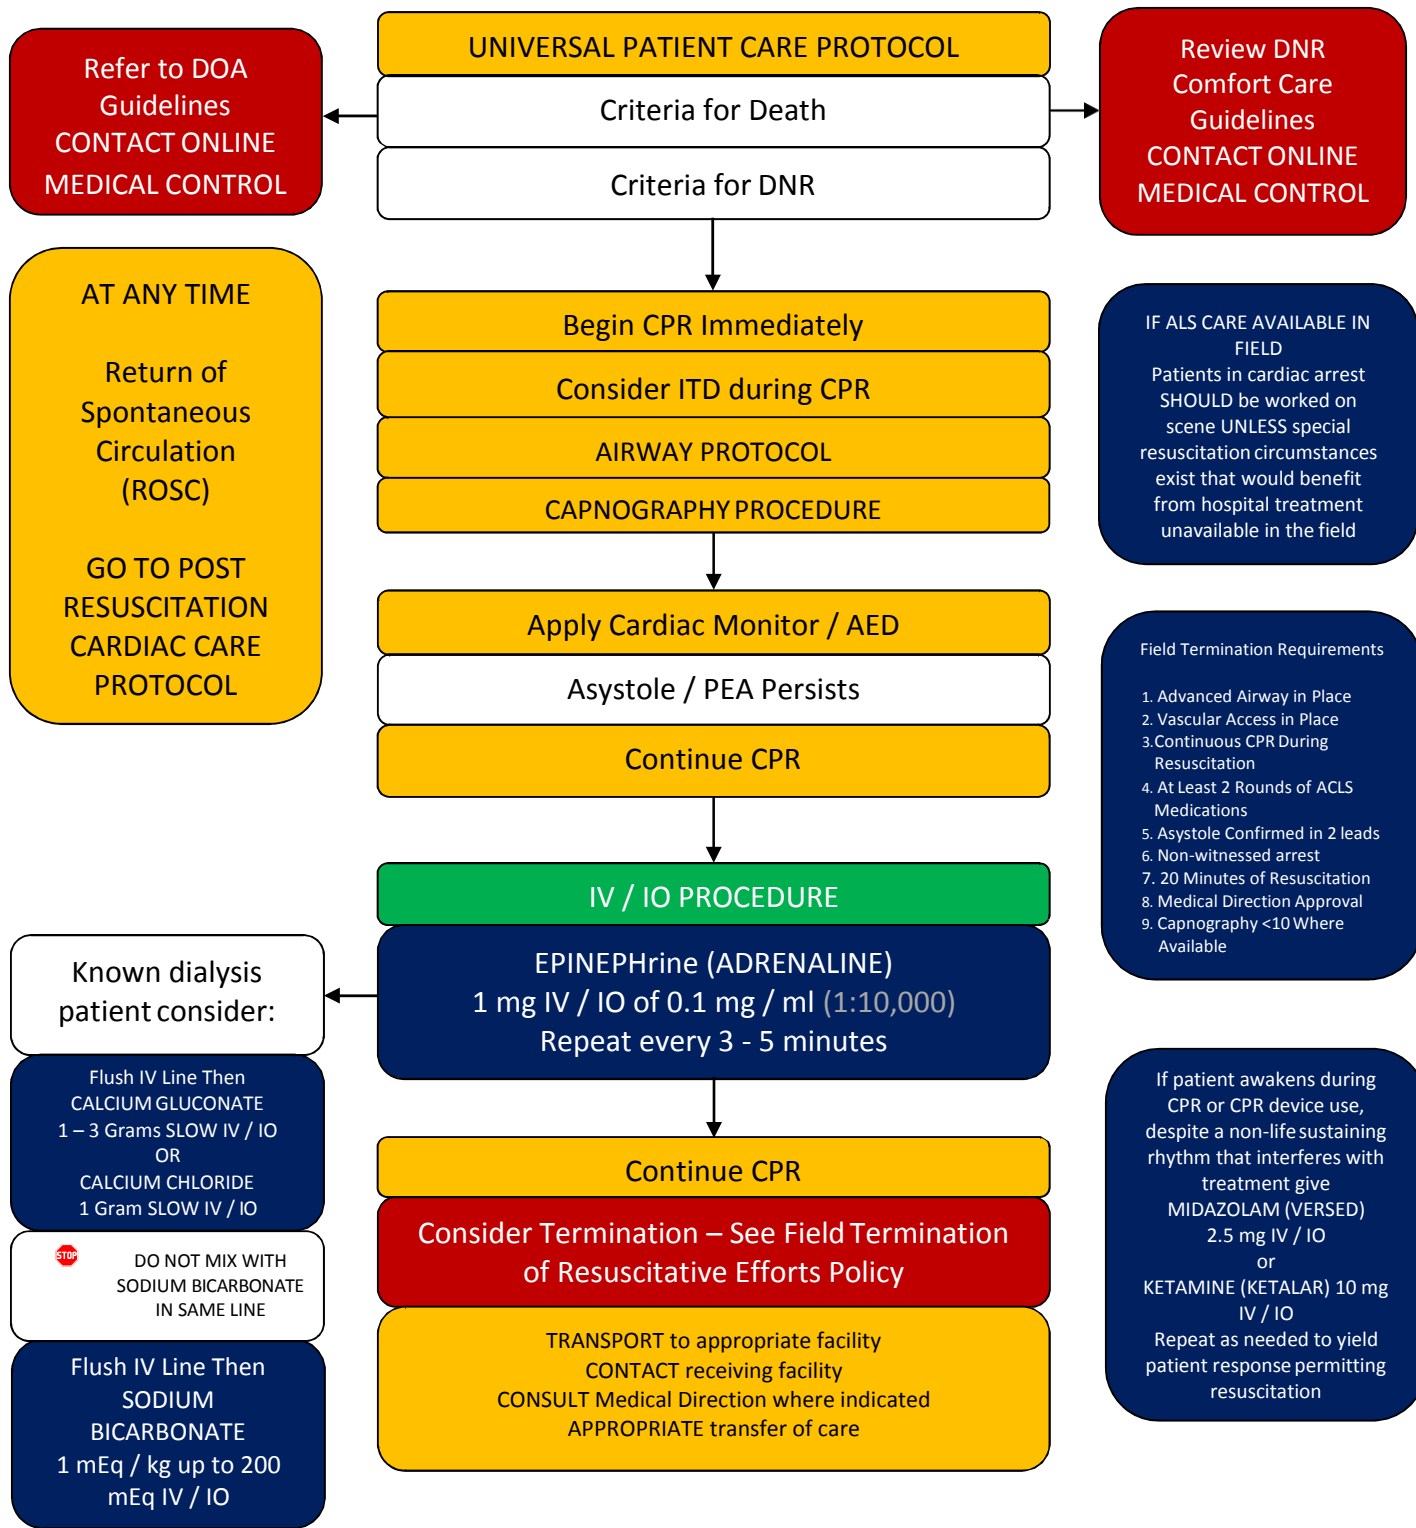 UNIVERSAL PATIENT CARE PROTOCOL
Criteria for Death
Criteria for DNR
Refer to DOA
Guidelines
CONTACT ONLINE
MEDICAL CONTROL
Review DNR
Comfort Care
Guidelines
CONTACT ONLINE
MEDICAL CONTROL
AT ANY TIME
Return of
Spontaneous
Circulation
(ROSC)
GO TO POST
RESUSCITATION
CARDIAC CARE
PROTOCOL
Begin CPR Immediately
Consider ITD during CPR
AIRWAY PROTOCOL
CAPNOGRAPHY PROCEDURE
IF ALS CARE AVAILABLE IN
FIELD
Patients in cardiac arrest
SHOULD be worked on
scene UNLESS special
resuscitation circumstances
exist that would benefit
from hospital treatment
unavailable in the field
Apply Cardiac Monitor / AED
Asystole / PEA Persists
Continue CPR
Field Termination Requirements
1. Advanced Airway in Place
2. Vascular Access in Place
3. Continuous CPR During
Resuscitation
4. At Least 2 Rounds of ACLS
Medications
5. Asystole Confirmed in 2 leads
6. Non-witnessed arrest
7. 20 Minutes of Resuscitation
8. Medical Direction Approval
9. Capnography <10 Where
Available
IV / IO PROCEDURE
EPINEPHrine (ADRENALINE)
1 mg IV / IO of 0.1 mg / ml (1:10,000)
Repeat every 3 - 5 minutes
Known dialysis
patient consider:
Flush IV Line Then
CALCIUM GLUCONATE
1 – 3 Grams SLOW IV / IO
OR
CALCIUM CHLORIDE
1 Gram SLOW IV / IO
STOP
DO NOT MIX WITH
SODIUM BICARBONATE
IN SAME LINE
Flush IV Line Then
SODIUM
BICARBONATE
1 mEq / kg up to 200
mEq IV / IO
Continue CPR
Consider Termination – See Field Termination
of Resuscitative Efforts Policy
TRANSPORT to appropriate facility
CONTACT receiving facility
CONSULT Medical Direction where indicated
APPROPRIATE transfer of care
If patient awakens during
CPR or CPR device use,
despite a non-life sustaining
rhythm that interferes with
treatment give
MIDAZOLAM (VERSED)
2.5 mg IV / IO
or
KETAMINE (KETALAR) 10 mg
IV / IO
Repeat as needed to yield
patient response permitting
resuscitation